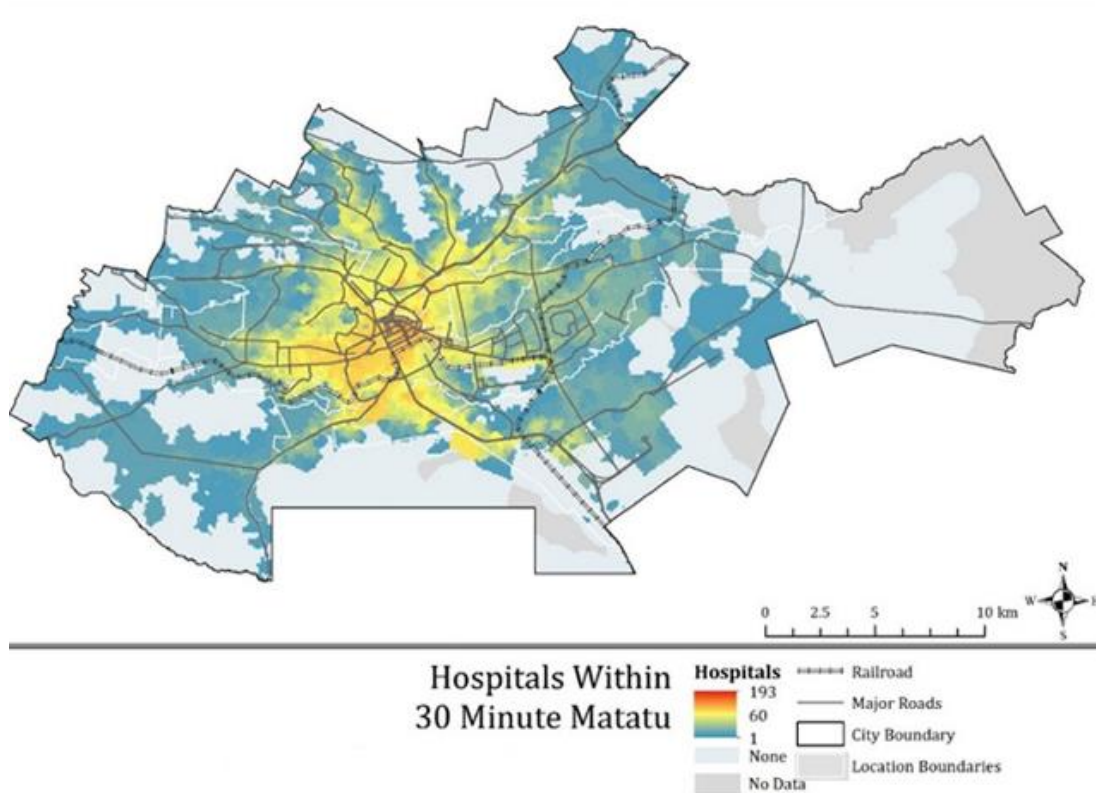 N
W E
S
0 2.5 5 10 km
Hospitals Within
30 Minute Matatu
Hospitals
193
60
1
None
No Data
Railroad
Major Roads
City Boundary
Location Boundaries